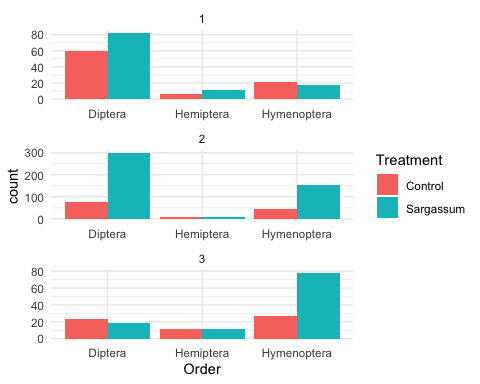 1
80
60
40
20
0
Diptera Hemiptera Hymenoptera
2
300
200
100
0
Diptera Hemiptera Hymenoptera
3
80
60
40
20
0
Diptera Hemiptera Hymenoptera
count
Order
Treatment
Control
Sargassum